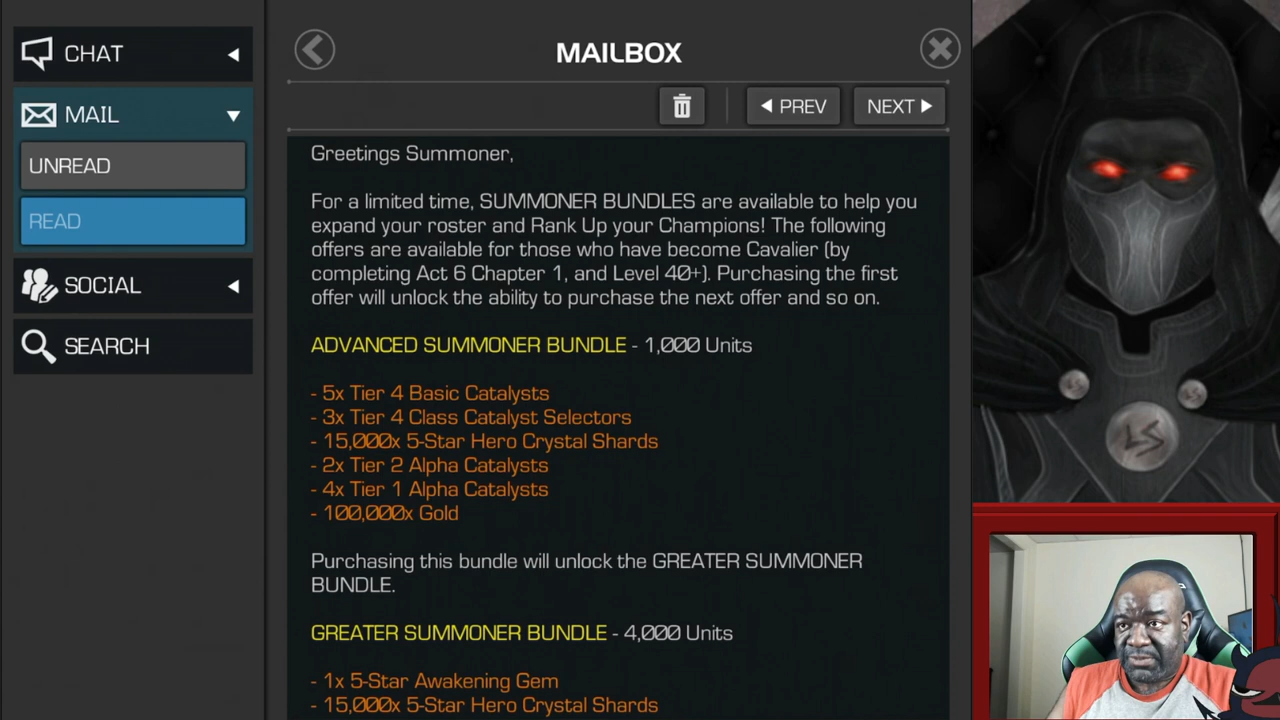 CHAT
MAIL
UNREAD
READ
SOCIAL
SEARCH
MAILBOX
PREV
NEXT
Greetings Summoner,
For a limited time, SUMMONER BUNDLES are available to help you
expand your roster and Rank Up your Champions! The following
offers are available for those who have become Cavalier (by
completing Act 6 Chapter 1, and Level 40+). Purchasing the first
offer will unlock the ability to purchase the next offer and so on.
ADVANCED SUMMONER BUNDLE - 1,000 Units
- 5x Tier 4 Basic Catalysts
- 3x Tier 4 Class Catalyst Selectors
- 15,000x 5-Star Hero Crystal Shards
- 2x Tier 2 Alpha Catalysts
- 4x Tier 1 Alpha Catalysts
- 100,000x Gold
Purchasing this bundle will unlock the GREATER SUMMONER
BUNDLE.
GREATER SUMMONER BUNDLE - 4,000 Units
- 1x 5-Star Awakening Gem
- 15,000x 5-Star Hero Crystal Shards
LS